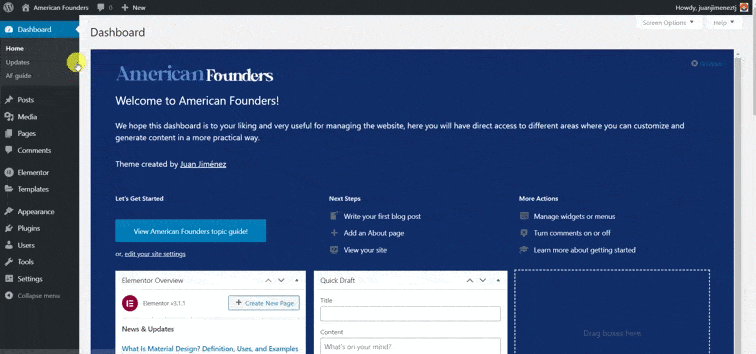 American Founders
0
New
Howdy, juanjimeneztj
Dashboard
Home
Updates
AF guide
Posts
Media
Pages
Comments
Elementor
Templates
Appearance
Plugins
Users
Tools
Settings
Collapse menu
Screen Options
Help
Dashboard
American Founders
Welcome to American Founders!
We hope this dashboard is to your liking and very useful for managing the website, here you will have direct access to different areas where you can customize and
generate content in a more practical way.
Theme created by Juan Jiménez
Let's Get Started
View American Founders topic guide!
or, edit your site settings
Next Steps
Write your first blog post
Add an About page
View your site
More Actions
Manage widgets or menus
Turn comments on or off
Learn more about getting started
Elementor Overview
Elementor v3.1.1
Create New Page
News & Updates
What Is Material Design? Definition, Uses, and Examples
Quick Draft
Title
Content
What's on your mind?
Drag boxes here